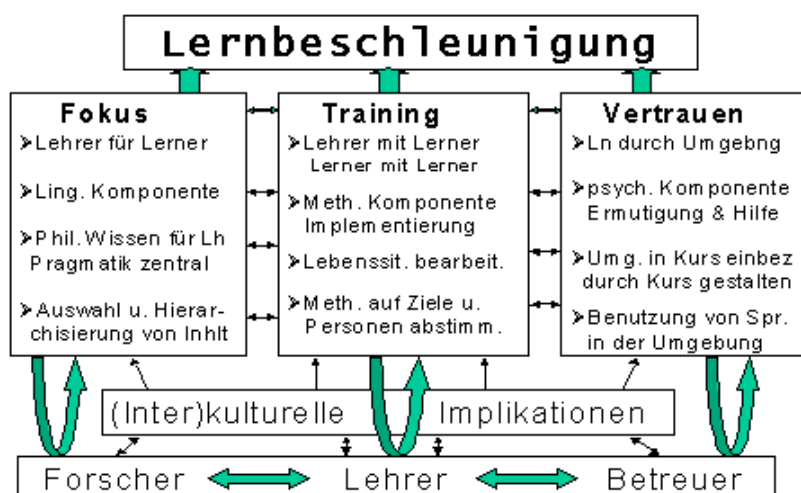 Lernbeschleunigung
Fokus
➤Lehrer für Lerner
➤Ling. Komponente
➤Phil. Wissen für Lh
Pragmatik zentral
➤Auswahl u. Hierar-
chisierung von Inhlt
Training
➤Lehrer mit Lerner
Lerner mit Lerner
➤Meth. Komponente
Implementierung
➤Lebenssit. bearbeit.
➤Meth. auf Ziele u.
Personen abstimm.
Vertrauen
➤Ln durch Umgebng
➤psych. Komponente
Ermutigung & Hilfe
➤Umg. in Kurs einbez
durch Kurs gestalten
➤Benutzung von Spr.
in der Umgebung
(Inter)kulturelle Implikationen
Forscher Lehrer Betreuer